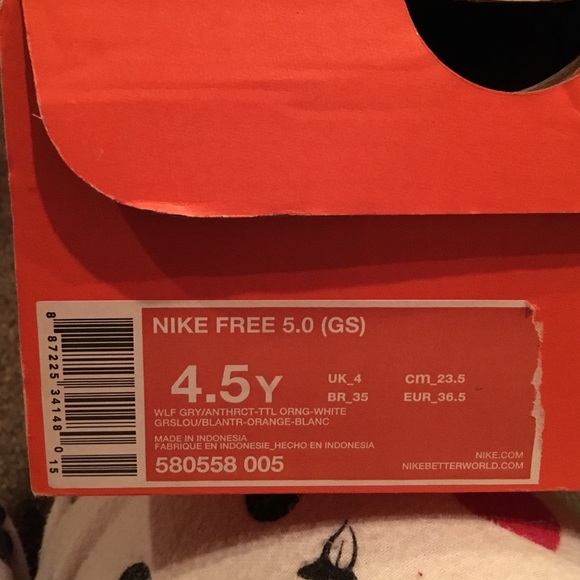 NIKE FREE 5.0 (GS)
4.5Y
UK_4 cm_23.5
BR_35 EUR_36.5
WLF GRY/ANTHRCT-TTL ORNG-WHITE
GRSLOU/BLANTR-ORANGE-BLANC
MADE IN INDONESIA
FABRIQUE EN INDONESIE_HECHO EN INDONESIA
580558 005
NIKE.COM
NIKEBETTERWORLD.COM
8 87225 34148 0 15